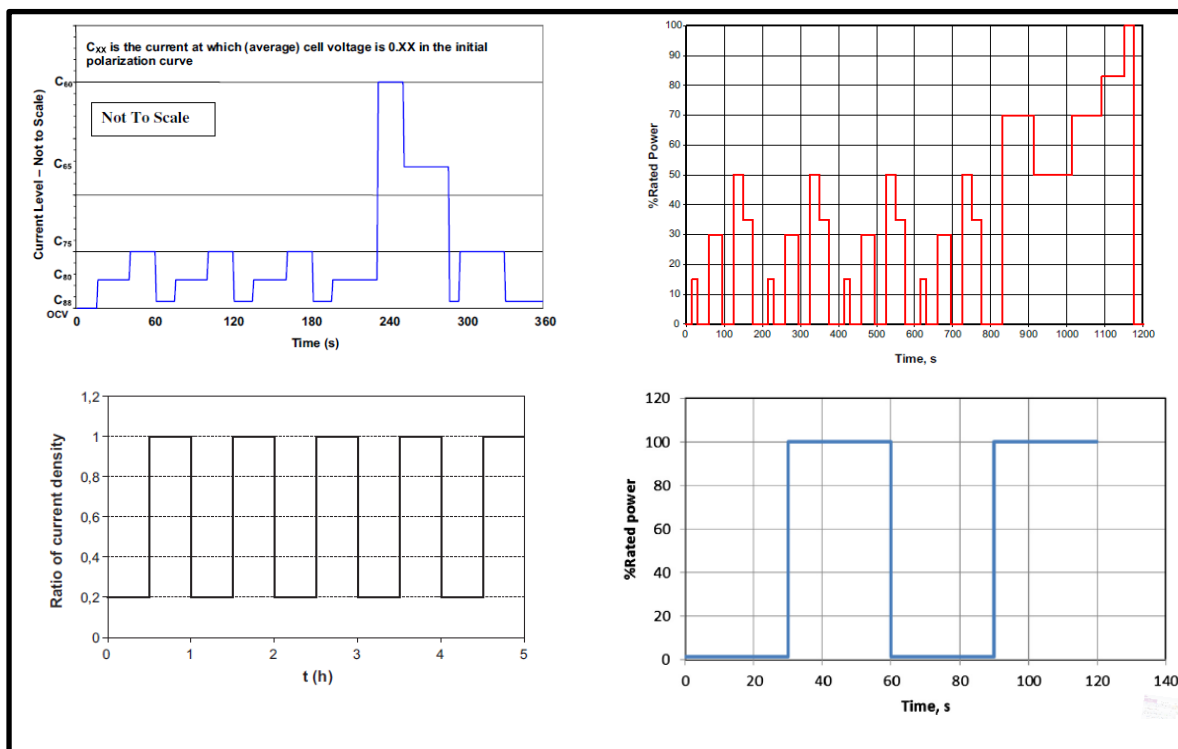 C_XX is the current at which (average) cell voltage is 0.XX in the initial
polarization curve
Not To Scale
Current Level – Not to Scale)
C60
C65
C75
C80
C88
OCV
0 60 120 180 240 300 360
Time (s)
%Rated Power
100
90
80
70
60
50
40
30
20
10
0
0 100 200 300 400 500 600 700 800 900 1000 1100 1200
Time, s
Ratio of current density
1,2
1
0,8
0,6
0,4
0,2
0
0 1 2 3 4 5
t (h)
%Rated power
120
100
80
60
40
20
0
0 20 40 60 80 100 120 140
Time, s